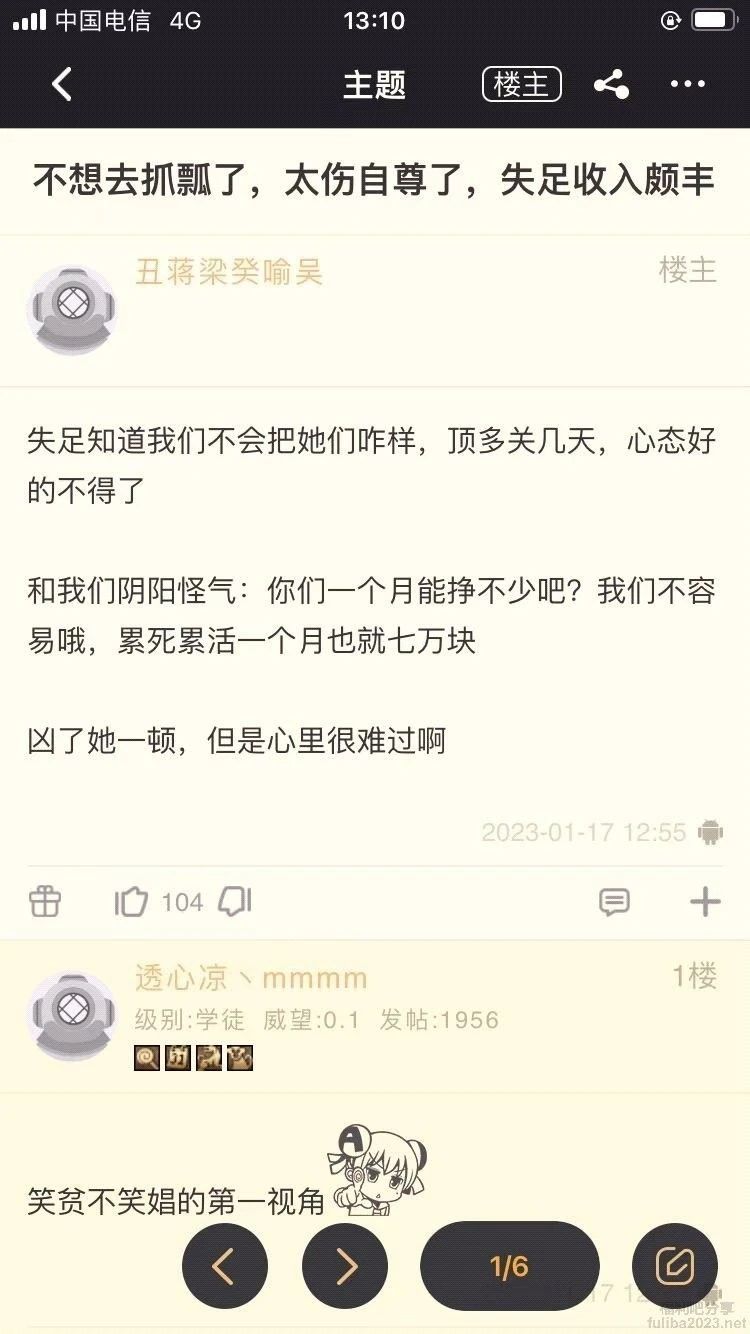 中国电信 4G 13:10
主题 楼主
不想去抓瓢了，太伤自尊了，失足收入颇丰
丑蒋梁癸喻吴 楼主
失足知道我们不会把她们咋样，顶多关几天，心态好
的不得了
和我们阴阳怪气：你们一个月能挣不少吧？我们不容
易哦，累死累活一个月也就七万块
凶了她一顿，但是心里很难过啊
2023-01-17 12:55
104
透心凉丶mmmm 1楼
级别:学徒 威望:0.1 发帖:1956
笑贫不笑娼的第一视角
A
1/6
福利吧分享
fuliba2023.net